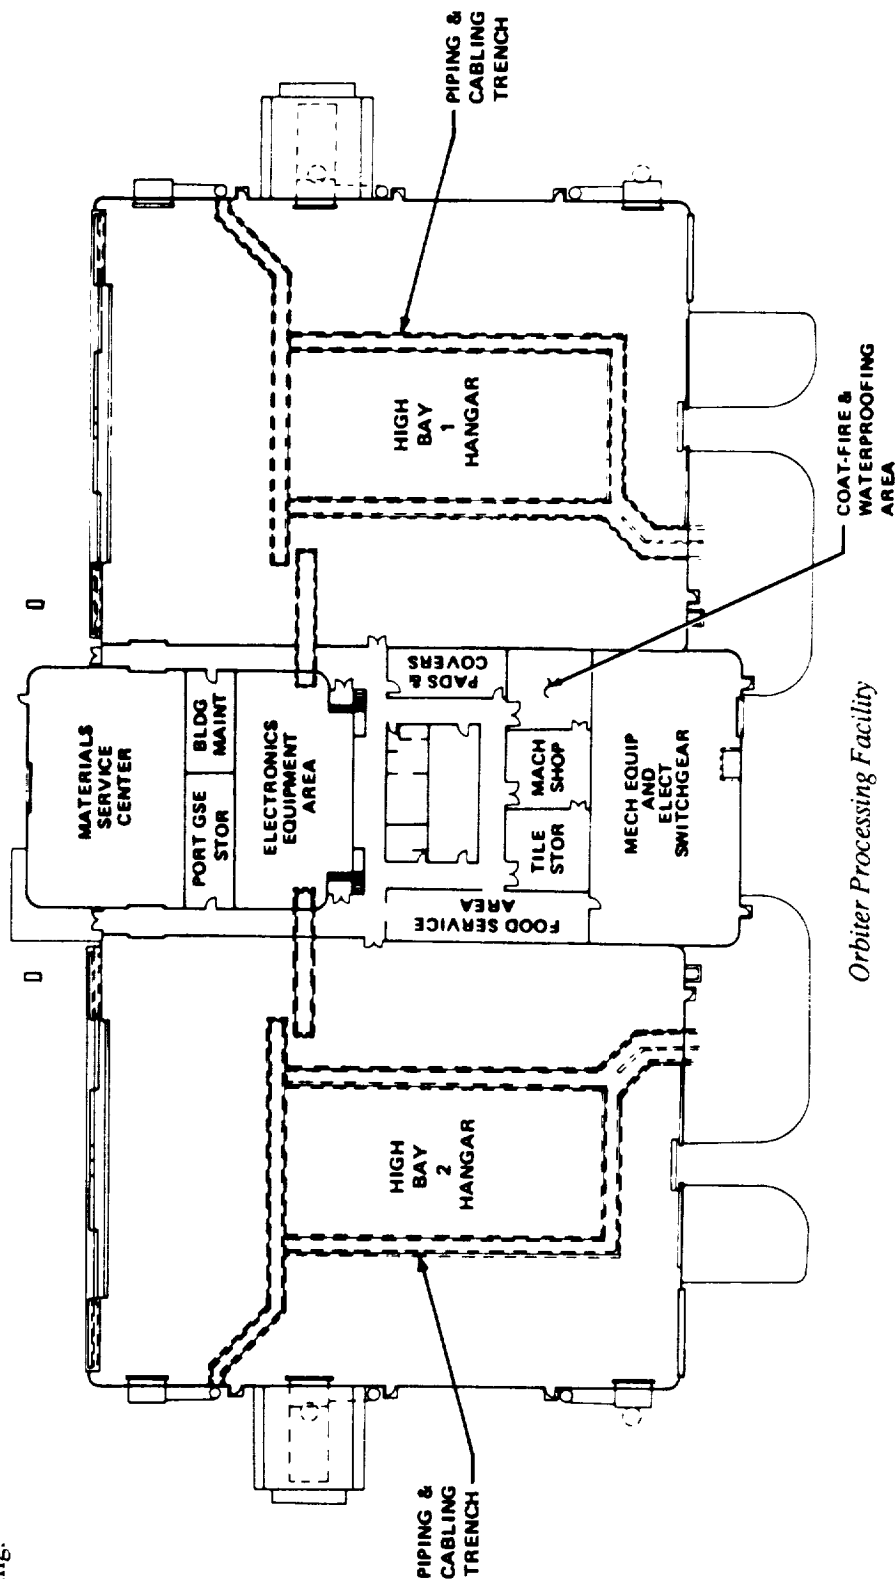 ng.
PIPING &
CABLING
TRENCH
HIGH
BAY
2
HANGAR
MATERIALS
SERVICE
CENTER
PORT GSE
STOR
BLDG
MAINT
ELECTRONICS
EQUIPMENT
AREA
FOOD SERVICE
AREA
PADS &
COVERS
TILE
STOR
MACH
SHOP
MECH EQUIP
AND
ELECT
SWITCHGEAR
HIGH
BAY
1
HANGAR
PIPING &
CABLING
TRENCH
COAT-FIRE &
WATERPROOFING
AREA
Orbiter Processing Facility